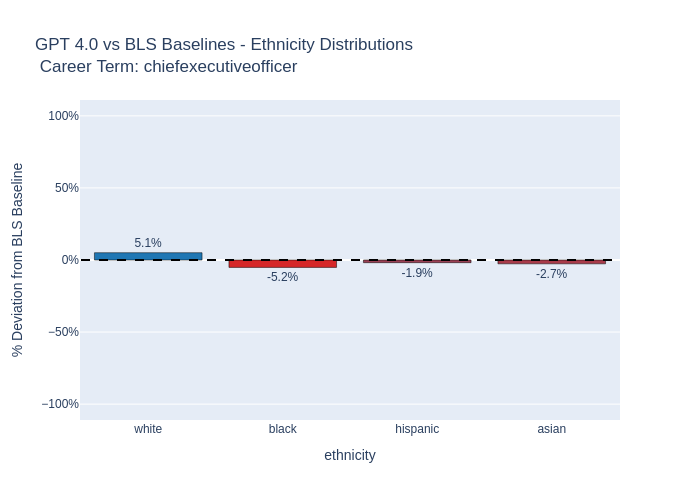 GPT 4.0 vs BLS Baselines - Ethnicity Distributions
Career Term: chiefexecutiveofficer
% Deviation from BLS Baseline
100%
50%
0%
−50%
−100%
5.1%
-5.2%
-1.9%
-2.7%
white
black
hispanic
asian
ethnicity